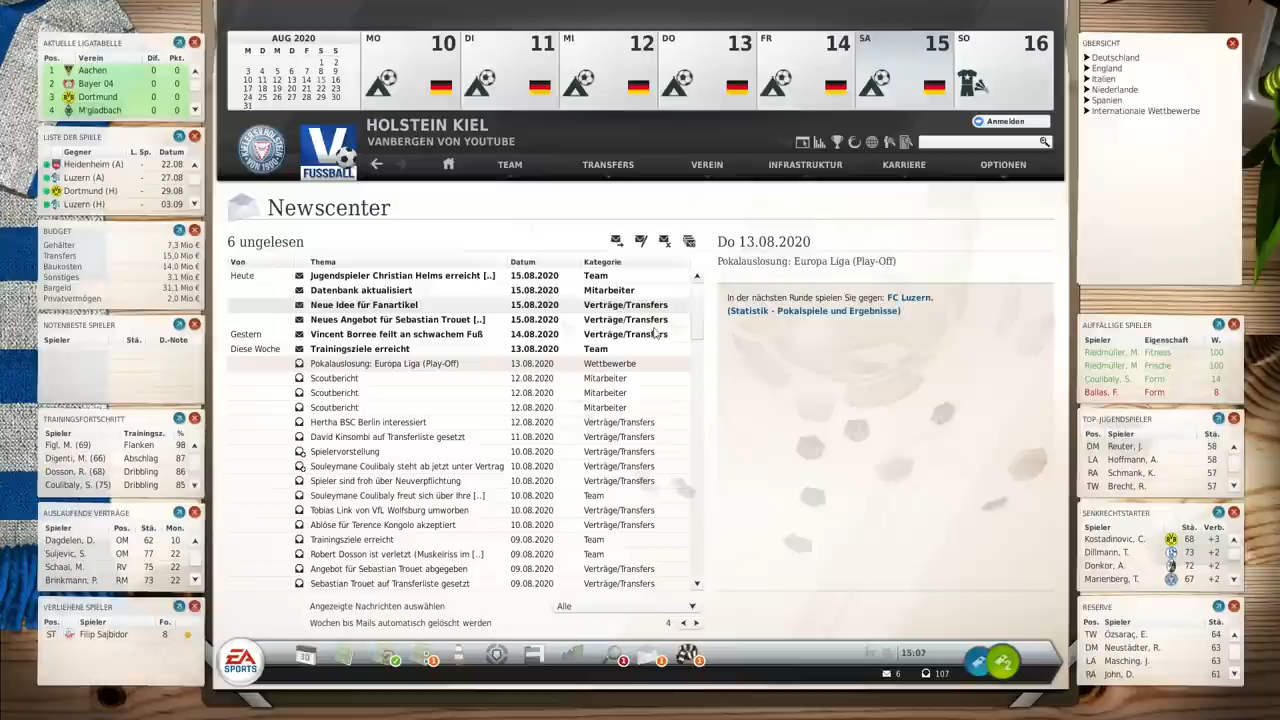 AKTUELLE LIGATABELLE
Pos. Verein Dif. Pkt.
1 Aachen 0 0
2 Bayer 04 0 0
3 Dortmund 0 0
4 M'gladbach 0 0
LISTE DER SPIELE
Gegner L. Sp. Datum
Heidenheim (A) - 22.08
Luzern (A) - 27.08
Dortmund (H) - 29.08
Luzern (H) - 03.09
BUDGET
Gehälter 7,3 Mio €
Transfers 15,0 Mio €
Baukosten 14,0 Mio €
Sonstiges 3,1 Mio €
Bargeld 31,1 Mio €
Privatvermögen 2,0 Mio €
NOTENBESTE SPIELER
Spieler Stä. D.-Note
TRAININGSFORTSCHRITT
Spieler Trainingsz. %
Figl, M. (69) Flanken 98
Digenti, M. (66) Abschlag 87
Dosson, R. (68) Dribbling 86
Coulibaly, S. (75) Dribbling 85
AUSLAUFENDE VERTRÄGE
Spieler Pos. Stä. Mon.
Dagdelen, D. OM 62 10
Suljevic, S. OM 77 22
Schaal, M. RV 75 22
Brinkmann, P. RM 73 22
VERLIEHENE SPIELER
Pos. Spieler Fo.
ST Filip Sajbidor 8
AUG 2020
M D M D F S S
1 2
3 4 5 6 7 8 9
10 11 12 13 14 15 16
17 18 19 20 21 22 23
24 25 26 27 28 29 30
31
MO 10 DI 11 MI 12 DO 13 FR 14 SA 15 SO 16
V
FUSSBALL
HOLSTEIN KIEL
VANBERGEN VON YOUTUBE
Anmelden
TEAM TRANSFERS VEREIN INFRASTRUKTUR KARRIERE OPTIONEN
Newscenter
6 ungelesen
Von Thema Datum Kategorie
Heute Jugendspieler Christian Helms erreicht [..] 15.08.2020 Team
Datenbank aktualisiert 15.08.2020 Mitarbeiter
Neue Idee für Fanartikel 15.08.2020 Verträge/Transfers
Neues Angebot für Sebastian Trouet [..] 15.08.2020 Verträge/Transfers
Gestern Vincent Borree feilt an schwachem Fuß 14.08.2020 Verträge/Transfers
Diese Woche Trainingsziele erreicht 13.08.2020 Team
Pokalauslosung: Europa Liga (Play-Off) 13.08.2020 Wettbewerbe
Scoutbericht 12.08.2020 Mitarbeiter
Scoutbericht 12.08.2020 Mitarbeiter
Scoutbericht 12.08.2020 Mitarbeiter
Hertha BSC Berlin interessiert 12.08.2020 Verträge/Transfers
David Kinsombi auf Transferliste gesetzt 11.08.2020 Verträge/Transfers
Spielervorstellung 10.08.2020 Verträge/Transfers
Souleymane Coulibaly steht ab jetzt unter Vertrag 10.08.2020 Verträge/Transfers
Spieler sind froh über Neuverpflichtung 10.08.2020 Verträge/Transfers
Souleymane Coulibaly freut sich über Ihre [..] 10.08.2020 Team
Tobias Link von VfL Wolfsburg umworben 10.08.2020 Verträge/Transfers
Ablöse für Terence Kongolo akzeptiert 10.08.2020 Verträge/Transfers
Trainingsziele erreicht 09.08.2020 Team
Robert Dosson ist verletzt (Muskelriss im [..] 09.08.2020 Team
Angebot für Sebastian Trouet abgegeben 09.08.2020 Verträge/Transfers
Sebastian Trouet auf Transferliste gesetzt 09.08.2020 Verträge/Transfers
Angezeigte Nachrichten auswählen Alle
Wochen bis Mails automatisch gelöscht werden 4
Do 13.08.2020
Pokalauslosung: Europa Liga (Play-Off)
In der nächsten Runde spielen Sie gegen: FC Luzern.
(Statistik - Pokalspiele und Ergebnisse)
EA
SPORTS
30
1
1
1
1
15:07
6 107
2
ÜBERSICHT
Deutschland
England
Italien
Niederlande
Spanien
Internationale Wettbewerbe
AUFFÄLLIGE SPIELER
Spieler Eigenschaft W.
Riedmüller, M. Fitness 100
Riedmüller, M Frische 100
Coulibaly, S. Form 14
Ballas, F. Form 8
TOP-JUGENDSPIELER
Pos. Spieler Stä.
DM Reuter, J. 58
LA Hoffmann, A. 58
RA Schmank, K. 57
TW Brecht, R. 57
SENKRECHTSTARTER
Spieler Stä. Verb.
Kostadinovic, C. 68 +3
Dillmann, T. 73 +2
Donkor, A. 72 +2
Marienberg, T. 67 +2
RESERVE
Pos. Spieler Stä.
TW Özsaraç, E. 64
DM Neustädter, R. 63
LA Masching, J. 63
RA John, D. 61